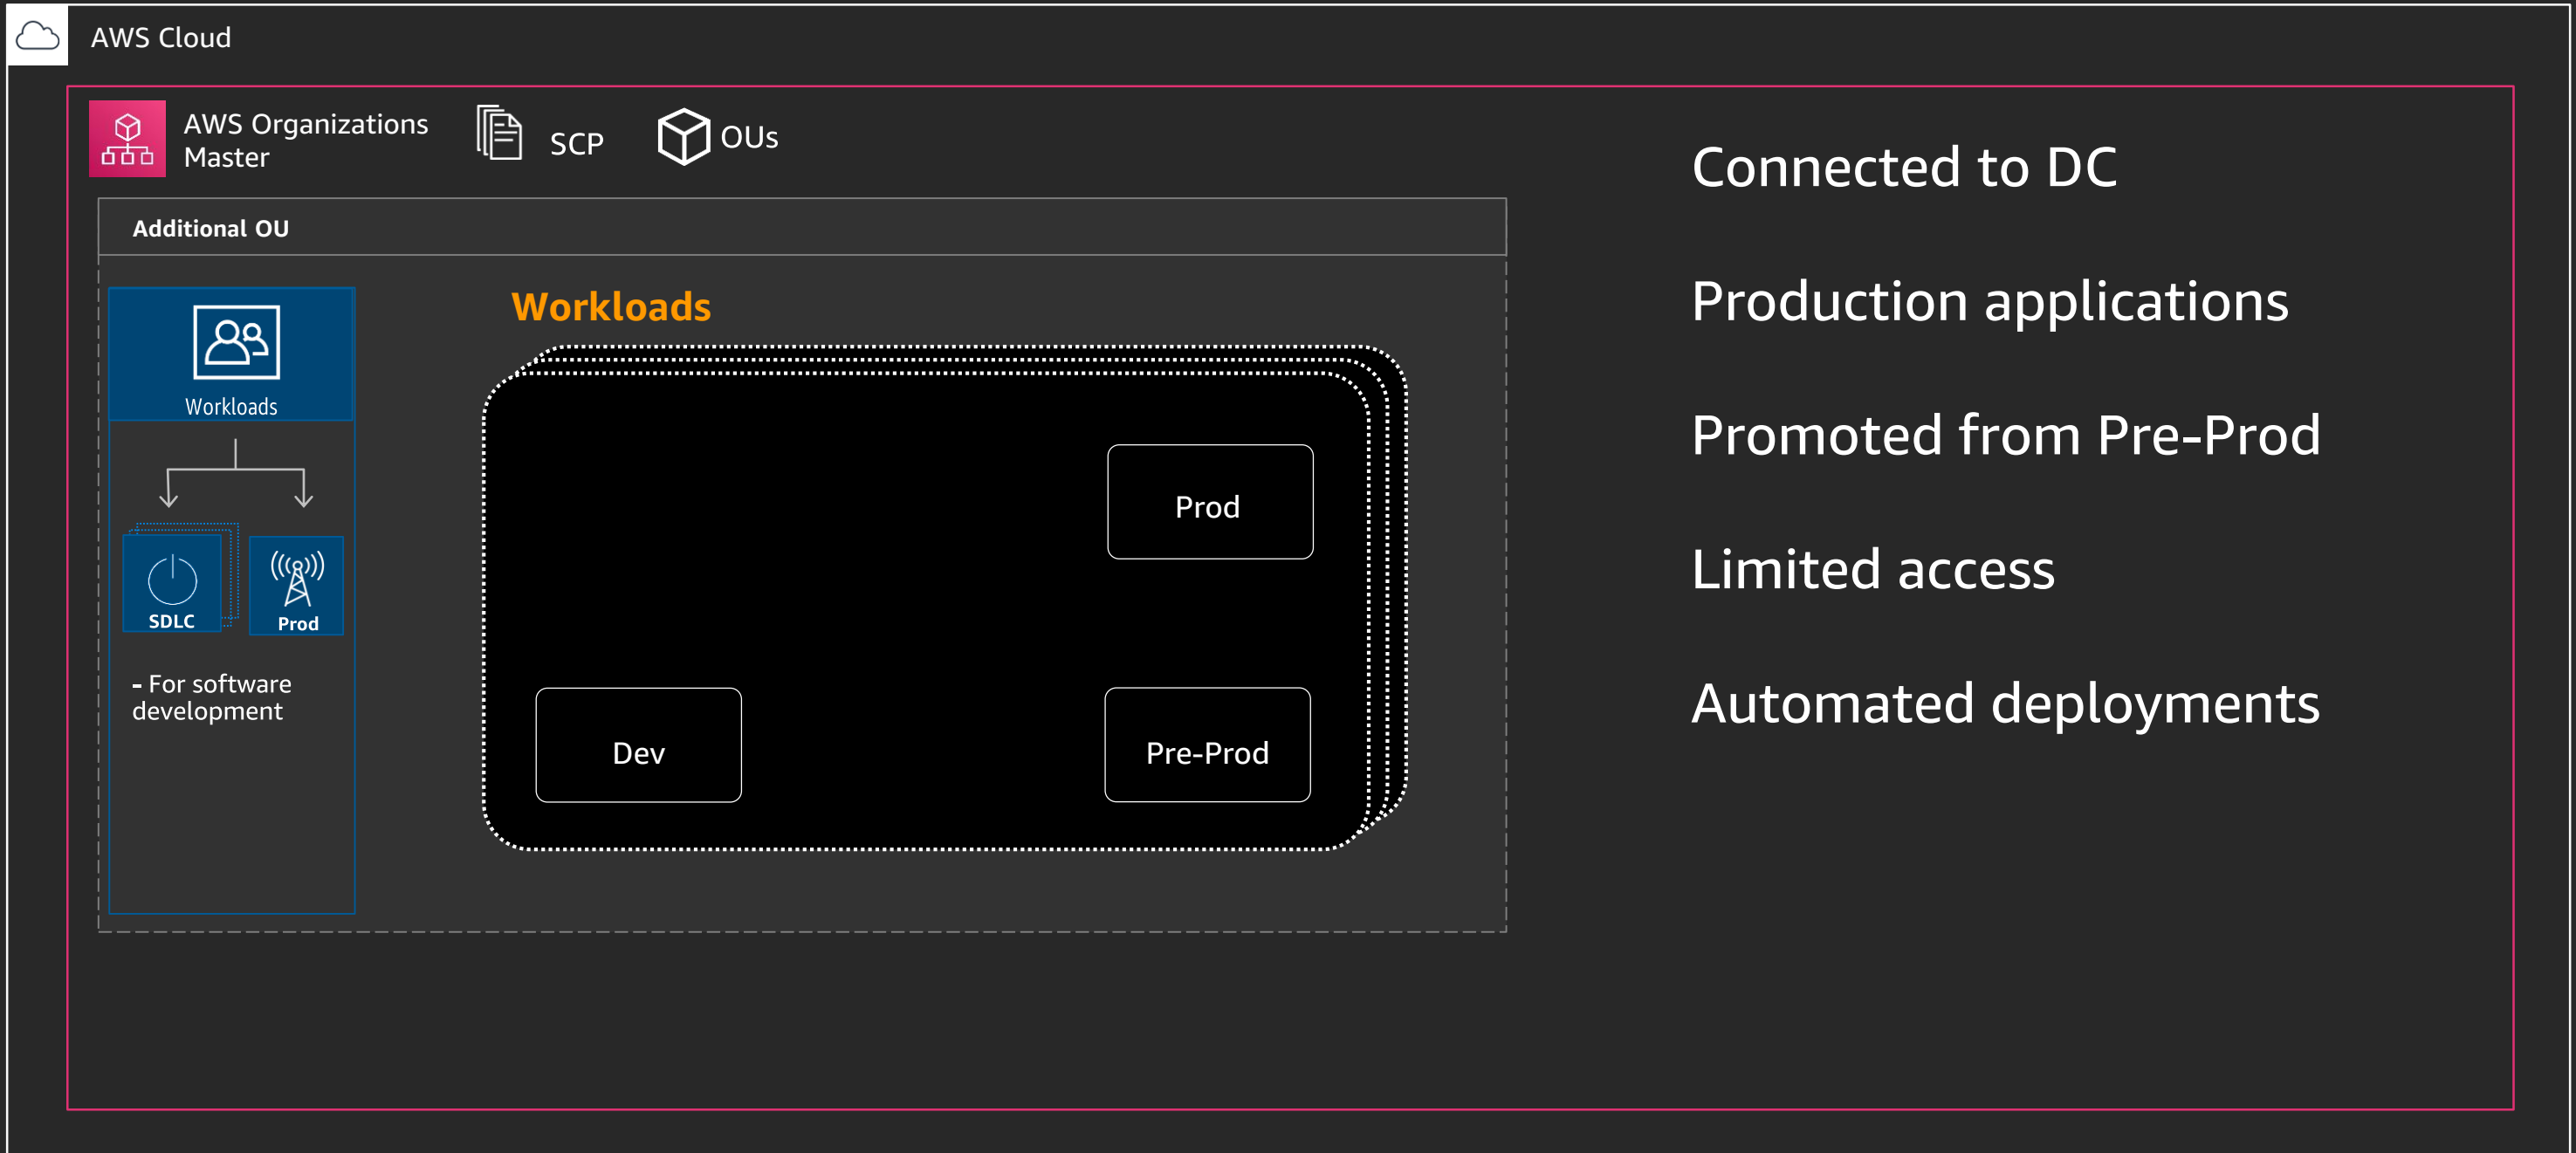 AWS Cloud
AWS Organizations
Master
SCP
OUs
Additional OU
Workloads
SDLC
Prod
- For software
development
Workloads
Prod
Dev
Pre-Prod
Connected to DC
Production applications
Promoted from Pre-Prod
Limited access
Automated deployments